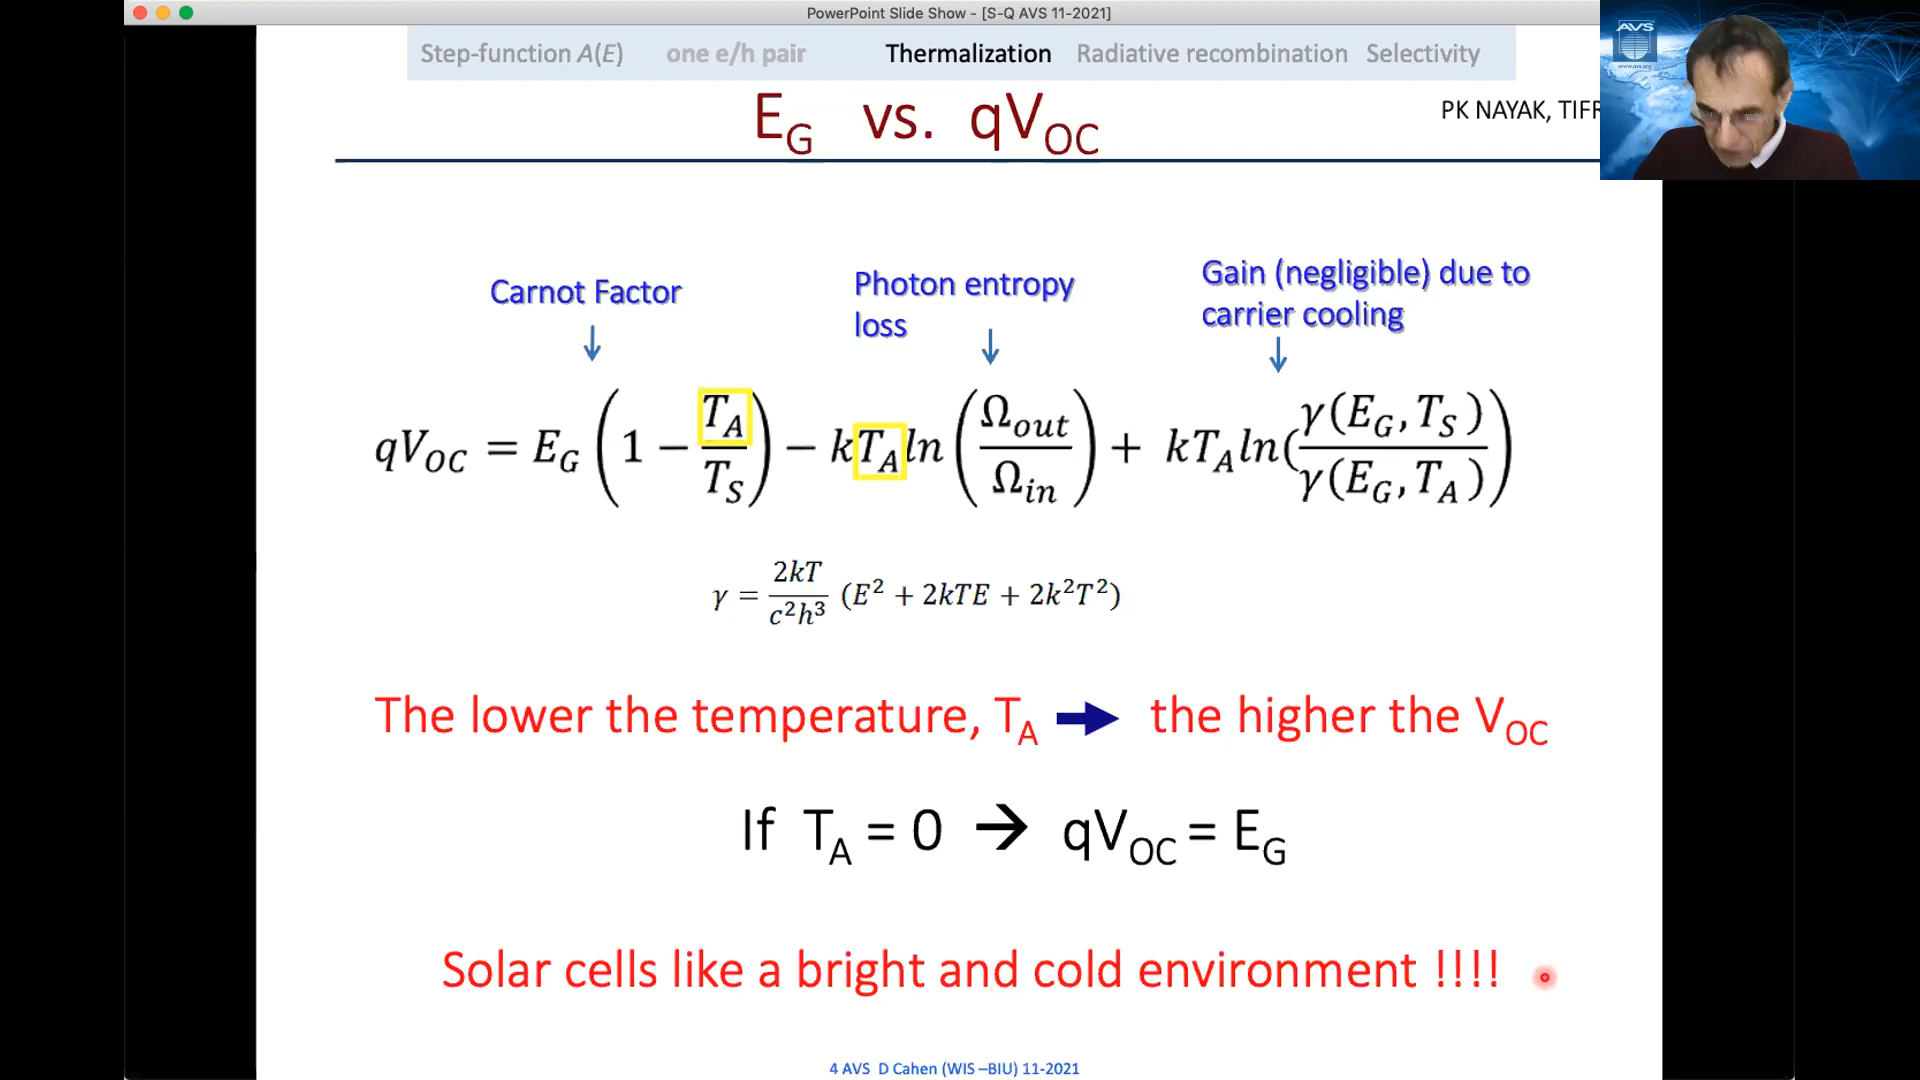 PowerPoint Slide Show - [S-Q AVS 11-2021]
Step-function A(E) one e/h pair Thermalization Radiative recombination Selectivity
E_G vs. qV_OC
PK NAYAK, TIFR
AVS
www.avs.org
Carnot Factor
Photon entropy
loss
Gain (negligible) due to
carrier cooling
qV_OC = E_G (1 − T_A/T_S) − kT_A ln (Ω_out/Ω_in) + kT_A ln(γ(E_G, T_S)/γ(E_G, T_A))
γ = 2kT/c²h³ (E² + 2kTE + 2k²T²)
The lower the temperature, T_A ➡ the higher the V_OC
If T_A = 0 → qV_OC = E_G
Solar cells like a bright and cold environment !!!!
4 AVS D Cahen (WIS –BIU) 11-2021